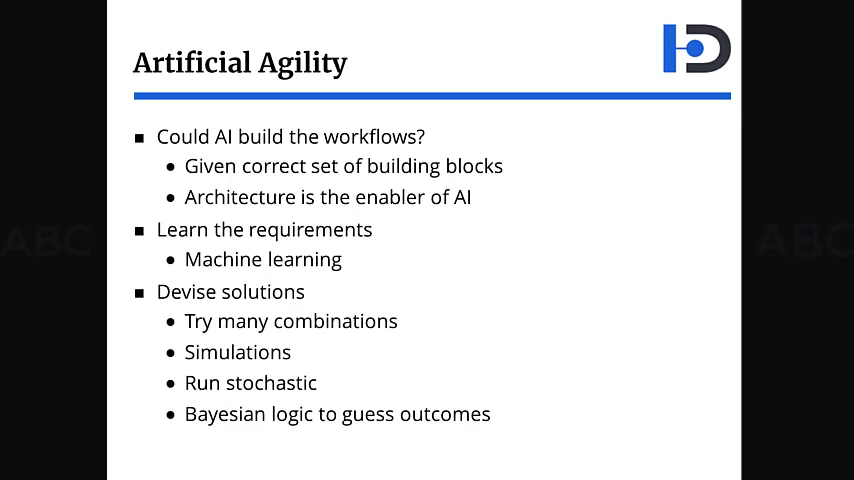 Artificial Agility
Could AI build the workflows?
Given correct set of building blocks
Architecture is the enabler of AI
Learn the requirements
Machine learning
Devise solutions
Try many combinations
Simulations
Run stochastic
Bayesian logic to guess outcomes
ABC
ABC